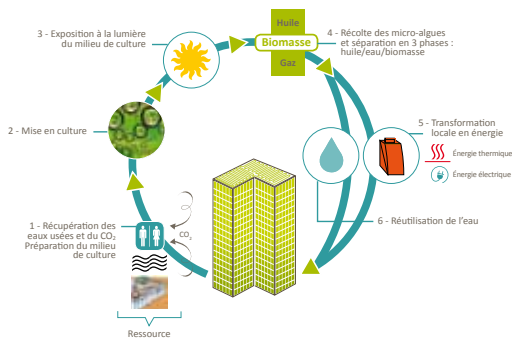 3 - Exposition à la lumière
du milieu de culture
Huile
Biomasse
Gaz
4 - Récolte des micro-algues
et séparation en 3 phases :
huile/eau/biomasse
2 - Mise en culture
5 - Transformation
locale en énergie
Énergie thermique
Énergie électrique
6 - Réutilisation de l'eau
1 - Récupération des
eaux usées et du CO₂
Préparation du milieu
de culture
CO₂
Ressource